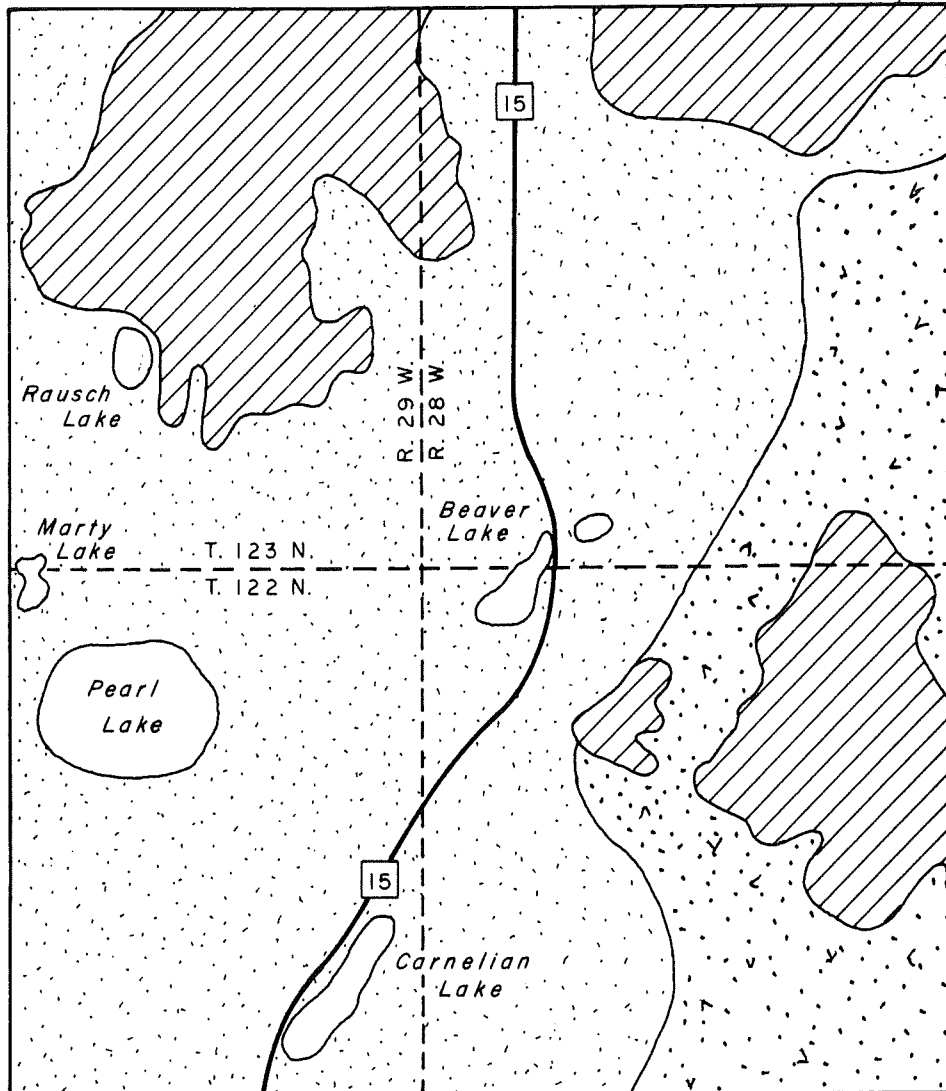 15
R. 29 W.
R. 28 W.
Rausch
Lake
Beaver
Lake
Marty
Lake
T. 123 N.
T. 122 N.
Pearl
Lake
15
Carnelian
Lake